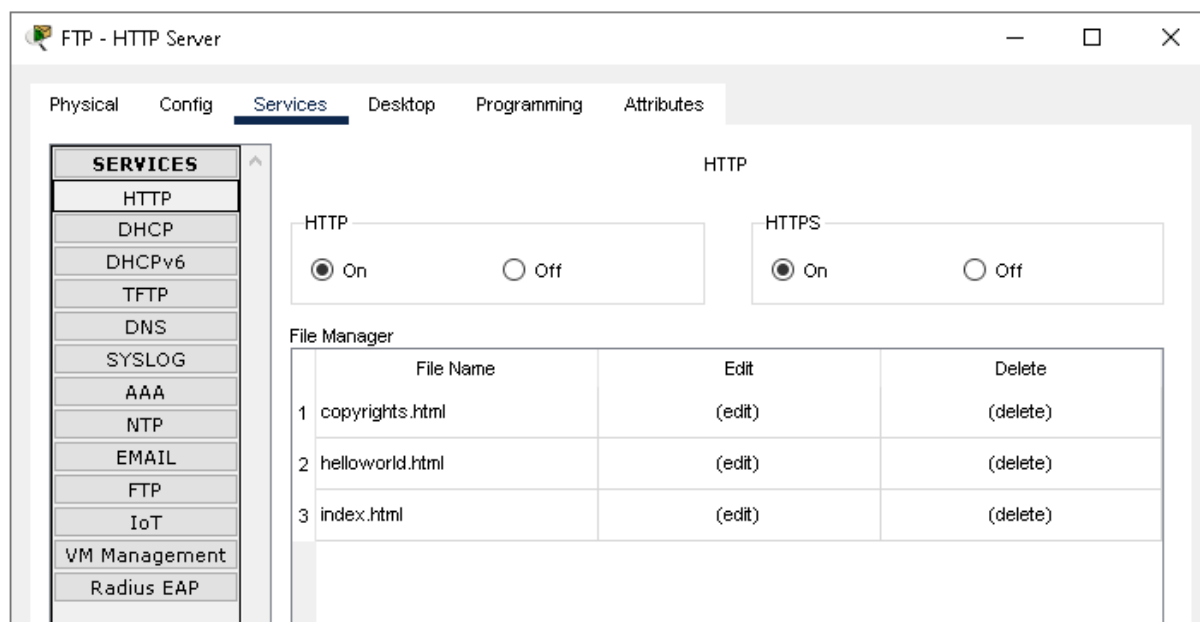 FTP - HTTP Server
Physical Config Services Desktop Programming Attributes
SERVICES
HTTP
DHCP
DHCPv6
TFTP
DNS
SYSLOG
AAA
NTP
EMAIL
FTP
IoT
VM Management
Radius EAP
HTTP
HTTP
On Off
HTTPS
On Off
File Manager
File Name Edit Delete
1 copyrights.html (edit) (delete)
2 helloworld.html (edit) (delete)
3 index.html (edit) (delete)